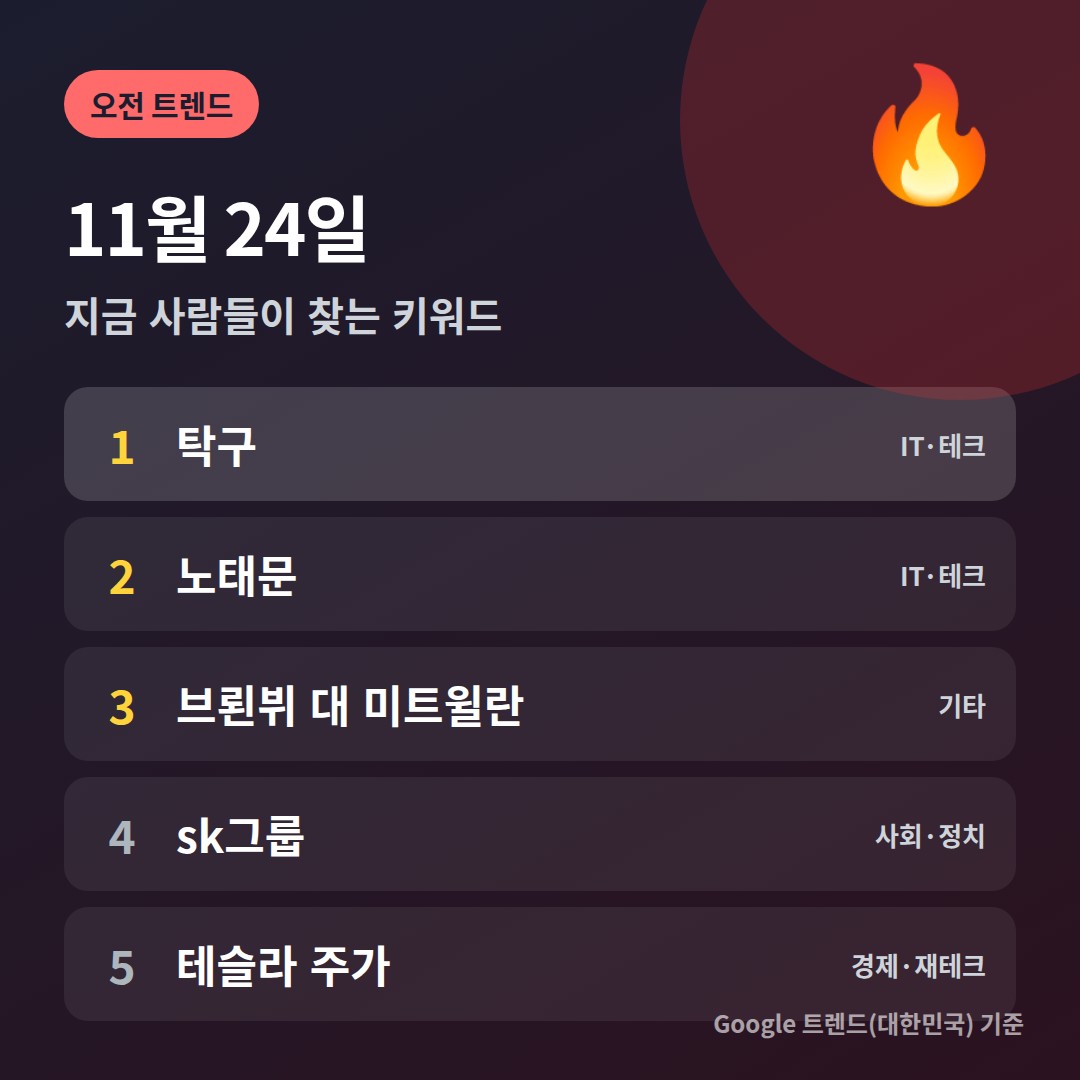 오전 트렌드
11월 24일
지금 사람들이 찾는 키워드
1 탁구 IT·테크
2 노태문 IT·테크
3 브륀뷔 대 미트윌란 기타
4 sk그룹 사회·정치
5 테슬라 주가 경제·재테크
Google 트렌드(대한민국) 기준